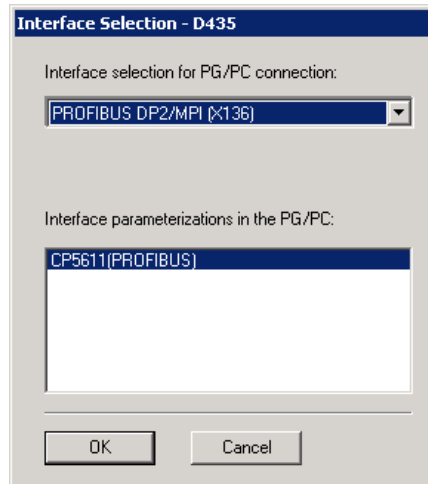 Interface Selection - D435
Interface selection for PG/PC connection:
PROFIBUS DP2/MPI (X136)
Interface parameterizations in the PG/PC:
CP5611(PROFIBUS)
OK
Cancel